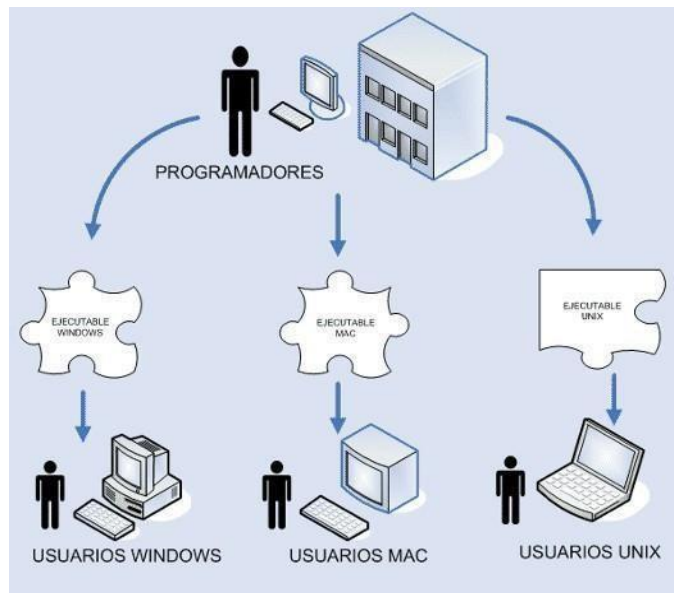 PROGRAMADORES
EJECUTABLE
WINDOWS
EJECUTABLE
MAC
EJECUTABLE
UNIX
USUARIOS WINDOWS
USUARIOS MAC
USUARIOS UNIX